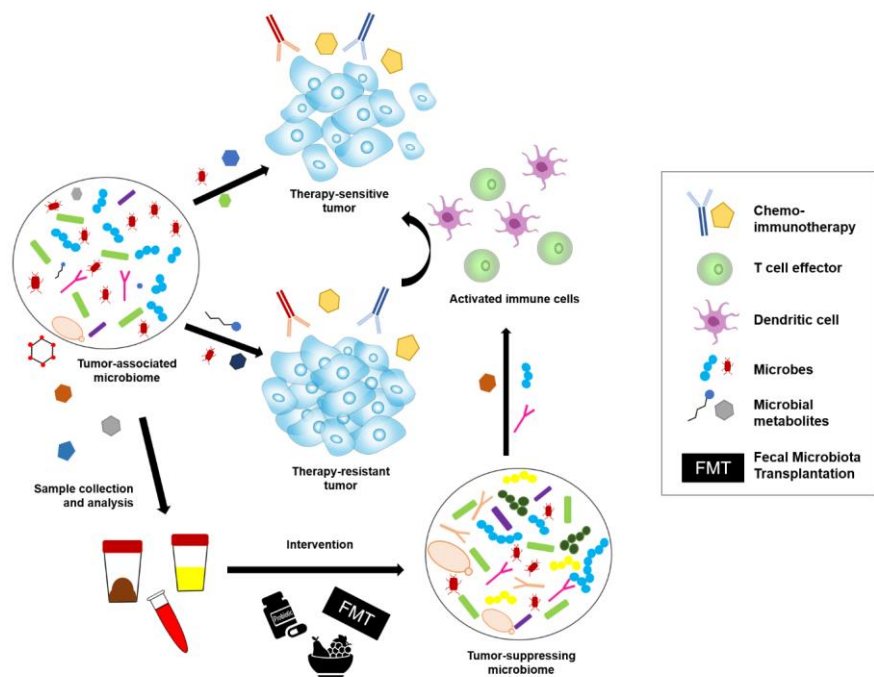 Therapy-sensitive
tumor
Activated immune cells
Tumor-associated
microbiome
Therapy-resistant
tumor
Sample collection
and analysis
Intervention
Probiotic
FMT
Tumor-suppressing
microbiome
Chemo-
immunotherapy
T cell effector
Dendritic cell
Microbes
Microbial
metabolites
FMT
Fecal Microbiota
Transplantation